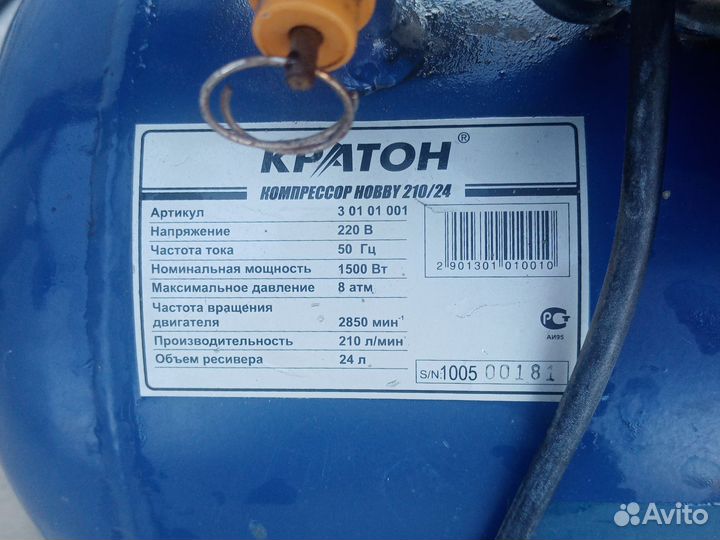 КРАТОН®
КОМПРЕССОР HOBBY 210/24
Артикул 3 01 01 001
Напряжение 220 В
Частота тока 50 Гц
Номинальная мощность 1500 Вт
Максимальное давление 8 атм
Частота вращения
двигателя 2850 мин⁻¹
Производительность 210 л/мин
Объем ресивера 24 л
2 901301 010010
РСТ
АИ95
S/N:1005 00181
Avito